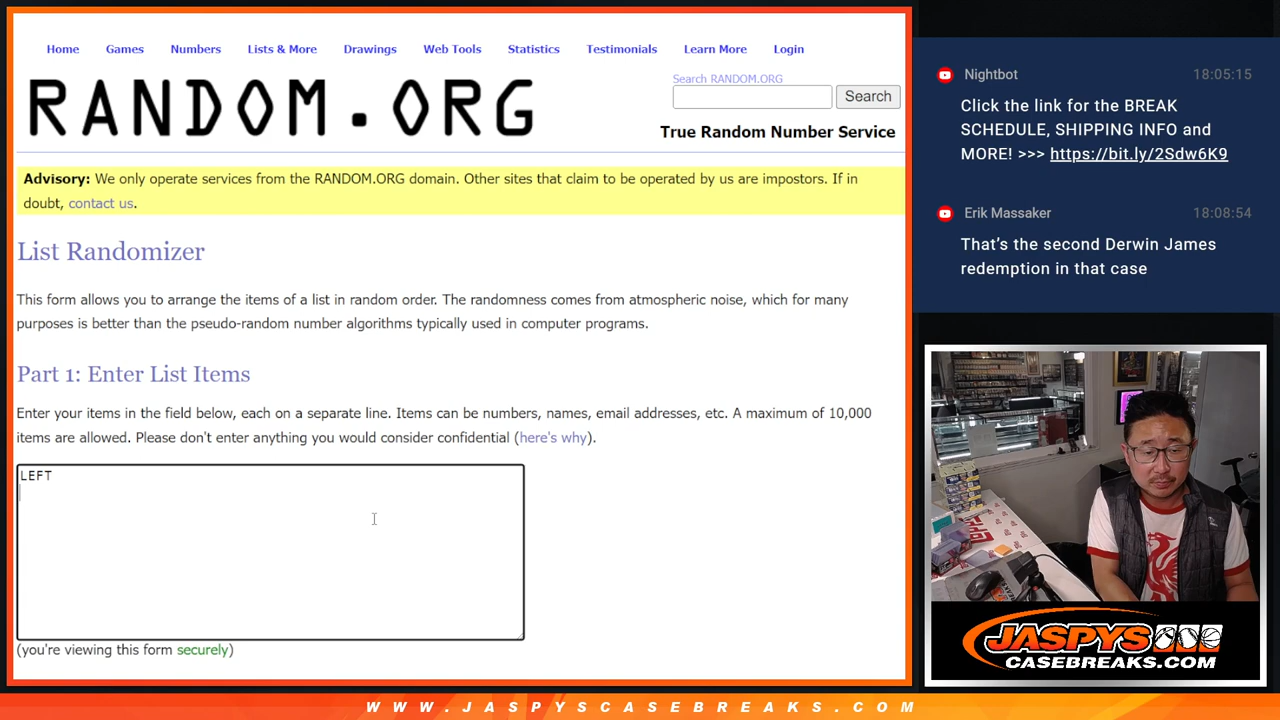 Home Games Numbers Lists & More Drawings Web Tools Statistics Testimonials Learn More Login
RANDOM.ORG
Search RANDOM.ORG
Search
True Random Number Service
Advisory: We only operate services from the RANDOM.ORG domain. Other sites that claim to be operated by us are impostors. If in
doubt, contact us.
List Randomizer
This form allows you to arrange the items of a list in random order. The randomness comes from atmospheric noise, which for many
purposes is better than the pseudo-random number algorithms typically used in computer programs.
Part 1: Enter List Items
Enter your items in the field below, each on a separate line. Items can be numbers, names, email addresses, etc. A maximum of 10,000
items are allowed. Please don't enter anything you would consider confidential (here's why).
LEFT
(you're viewing this form securely)
Nightbot 18:05:15
Click the link for the BREAK
SCHEDULE, SHIPPING INFO and
MORE! >>> https://bit.ly/2Sdw6K9
Erik Massaker 18:08:54
That's the second Derwin James
redemption in that case
JASPYS
CASEBREAKS.COM
WWW.JASPYSCASEBREAKS.COM